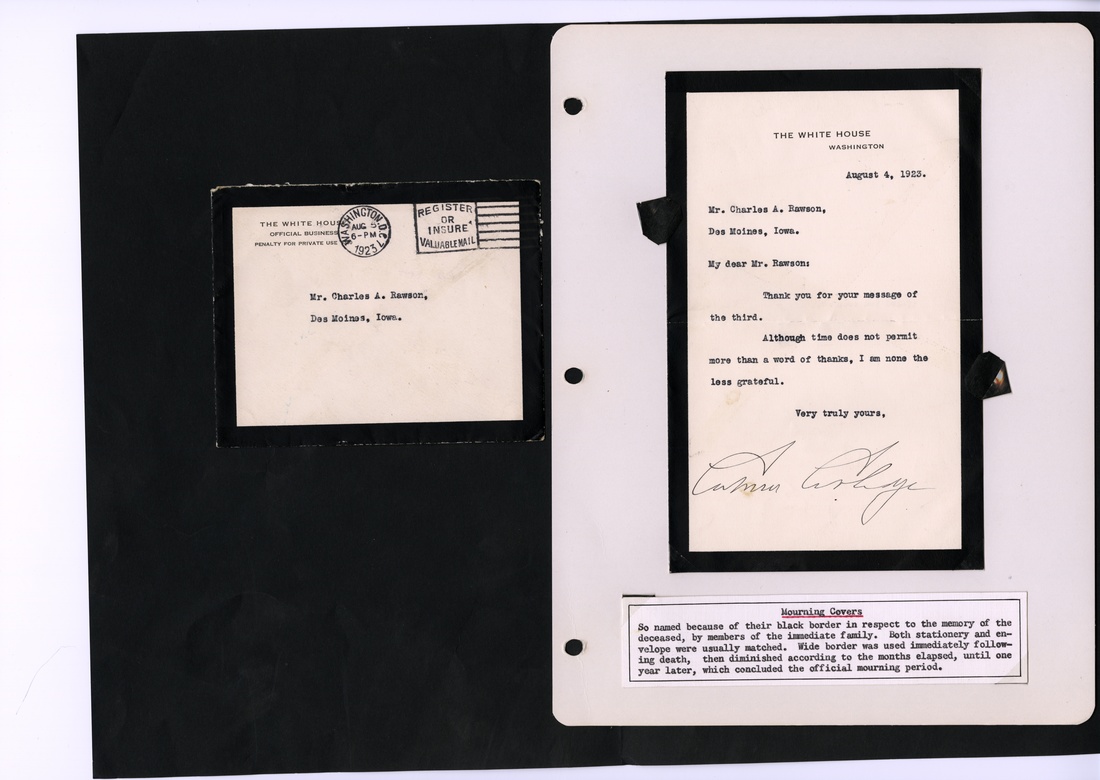 THE WHITE HOUSE
OFFICIAL BUSINESS
PENALTY FOR PRIVATE USE
WASHINGTON, D.C.
AUG 5
6-PM
1923
REGISTER
OR
INSURE
VALUABLE MAIL
Mr. Charles A. Rawson,
Des Moines, Iowa.
THE WHITE HOUSE
WASHINGTON
August 4, 1923.
Mr. Charles A. Rawson,
Des Moines, Iowa.
My dear Mr. Rawson:
Thank you for your message of
the third.
Although time does not permit
more than a word of thanks, I am none the
less grateful.
Very truly yours,
Calvin Coolidge
Mourning Covers
So named because of their black border in respect to the memory of the
deceased, by members of the immediate family. Both stationery and en-
velope were usually matched. Wide border was used immediately follow-
ing death, then diminished according to the months elapsed, until one
year later, which concluded the official mourning period.